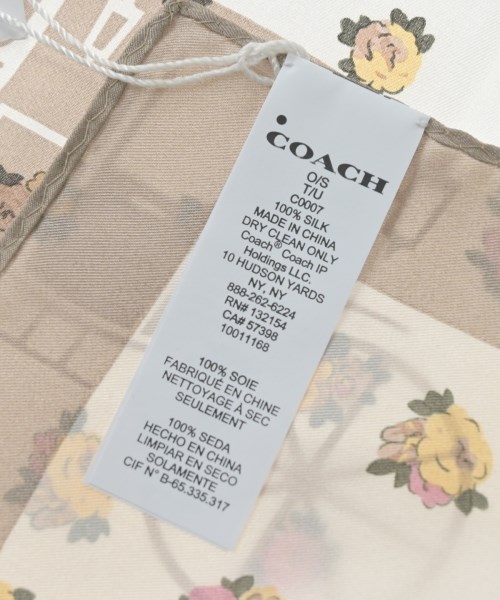 COACH
O/S
T/U
C0007
100% SILK
MADE IN CHINA
DRY CLEAN ONLY
Coach® Coach IP
Holdings LLC.
10 HUDSON YARDS
NY, NY
888-262-6224
RN# 132154
CA# 57398
10011168
100% SOIE
FABRIQUÉ EN CHINE
NETTOYAGE À SEC
SEULEMENT
100% SEDA
HECHO EN CHINA
LIMPIAR EN SECO
SOLAMENTE
CIF N° B-65.335.317